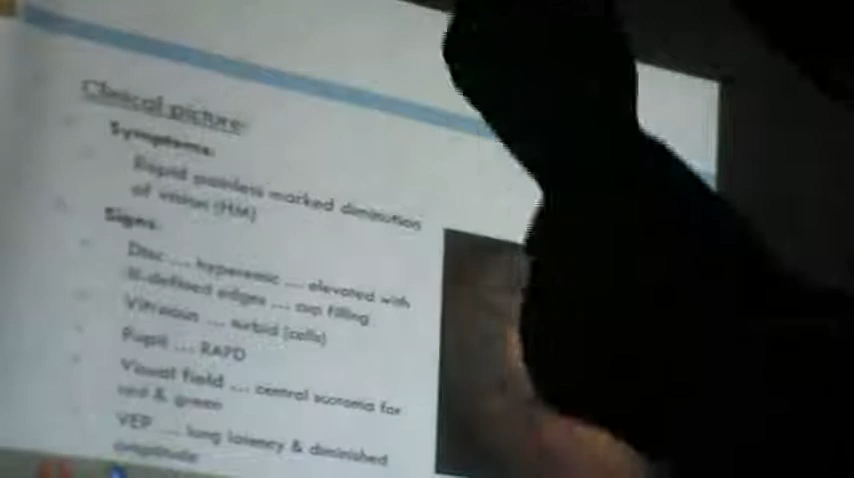 Clinical picture:
Symptoms:
Rapid painless marked diminution
of vision (HM)
Signs:
Disc ... hyperemic ... elevated with
ill-defined edges ... cup filling
Vitreous ... turbid (cells)
Pupil ... RAPD
Visual field ... central scotoma for
red & green
VEP ... long latency & diminished
amplitude